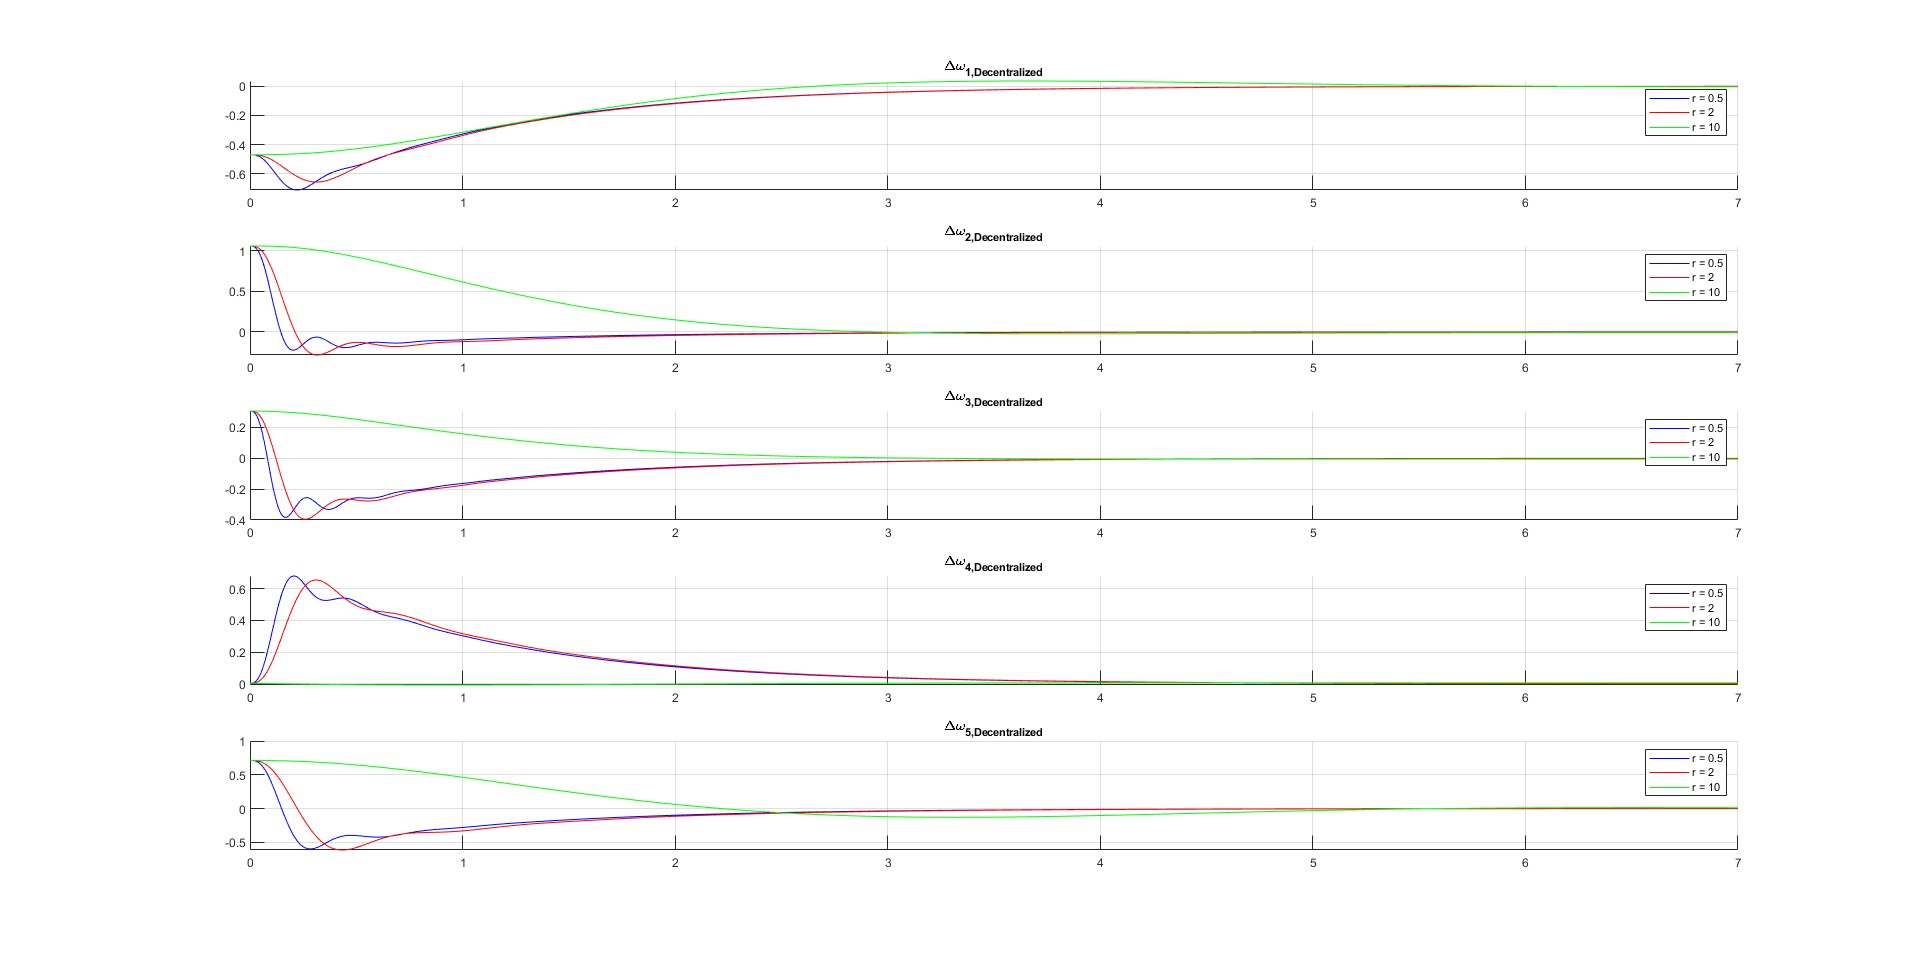 Δω1,Decentralized
0
-0.2
-0.4
-0.6
r = 0.5
r = 2
r = 10
0 1 2 3 4 5 6 7
Δω2,Decentralized
1
0.5
0
r = 0.5
r = 2
r = 10
0 1 2 3 4 5 6 7
Δω3,Decentralized
0.2
0
-0.2
-0.4
r = 0.5
r = 2
r = 10
0 1 2 3 4 5 6 7
Δω4,Decentralized
0.6
0.4
0.2
0
r = 0.5
r = 2
r = 10
0 1 2 3 4 5 6 7
Δω5,Decentralized
1
0.5
0
-0.5
r = 0.5
r = 2
r = 10
0 1 2 3 4 5 6 7